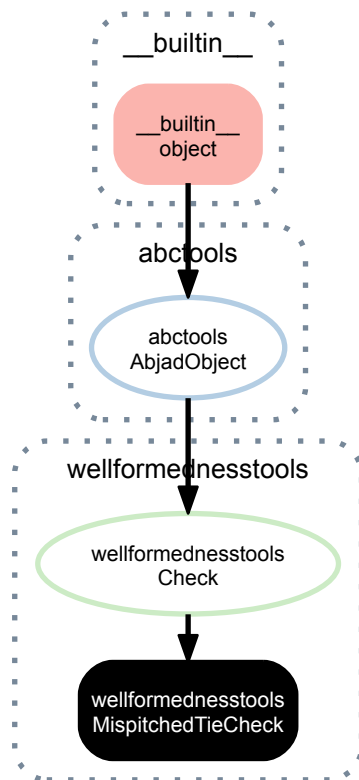 __builtin__
__builtin__
object
abctools
abctools
AbjadObject
wellformednesstools
wellformednesstools
Check
wellformednesstools
MispitchedTieCheck